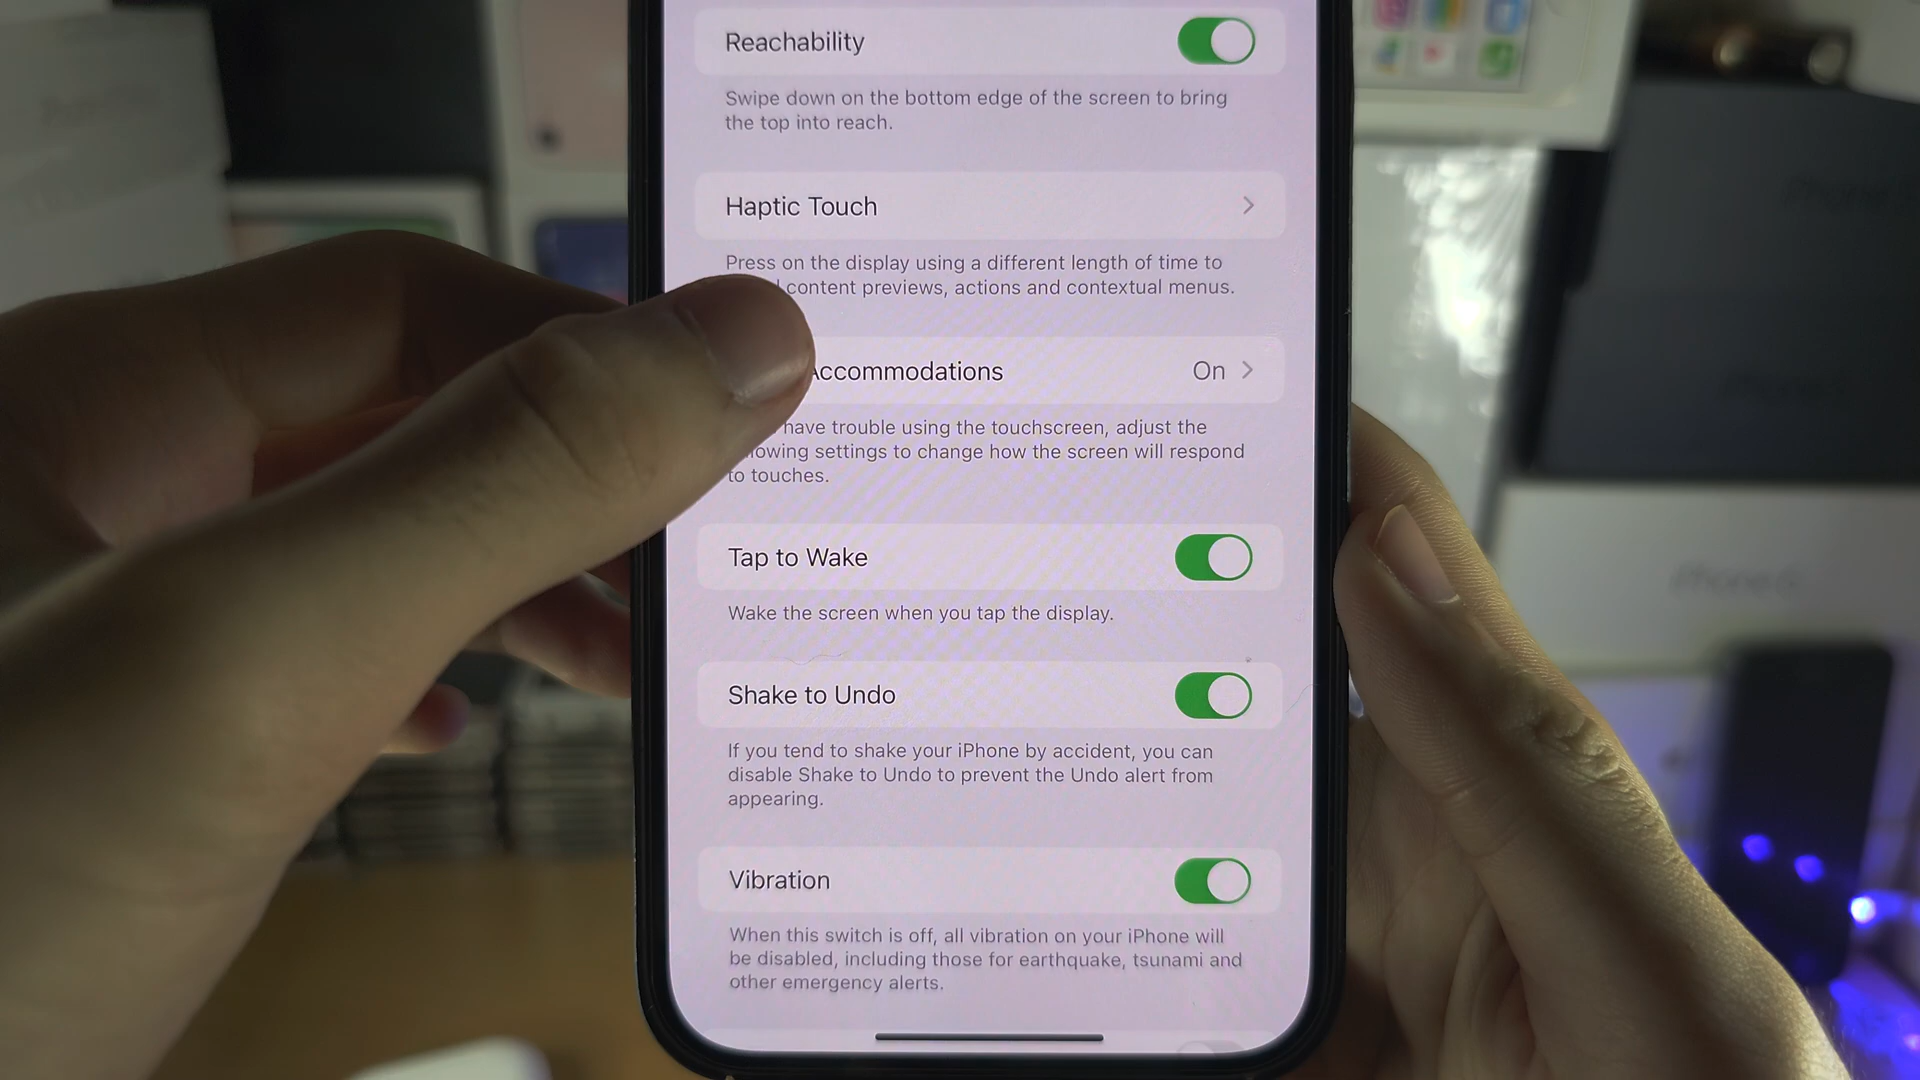 Reachability
Swipe down on the bottom edge of the screen to bring
the top into reach.
Haptic Touch
Press on the display using a different length of time to
content previews, actions and contextual menus.
Accommodations On
have trouble using the touchscreen, adjust the
settings to change how the screen will respond
to touches.
Tap to Wake
Wake the screen when you tap the display.
Shake to Undo
If you tend to shake your iPhone by accident, you can
disable Shake to Undo to prevent the Undo alert from
appearing.
Vibration
When this switch is off, all vibration on your iPhone will
be disabled, including those for earthquake, tsunami and
other emergency alerts.